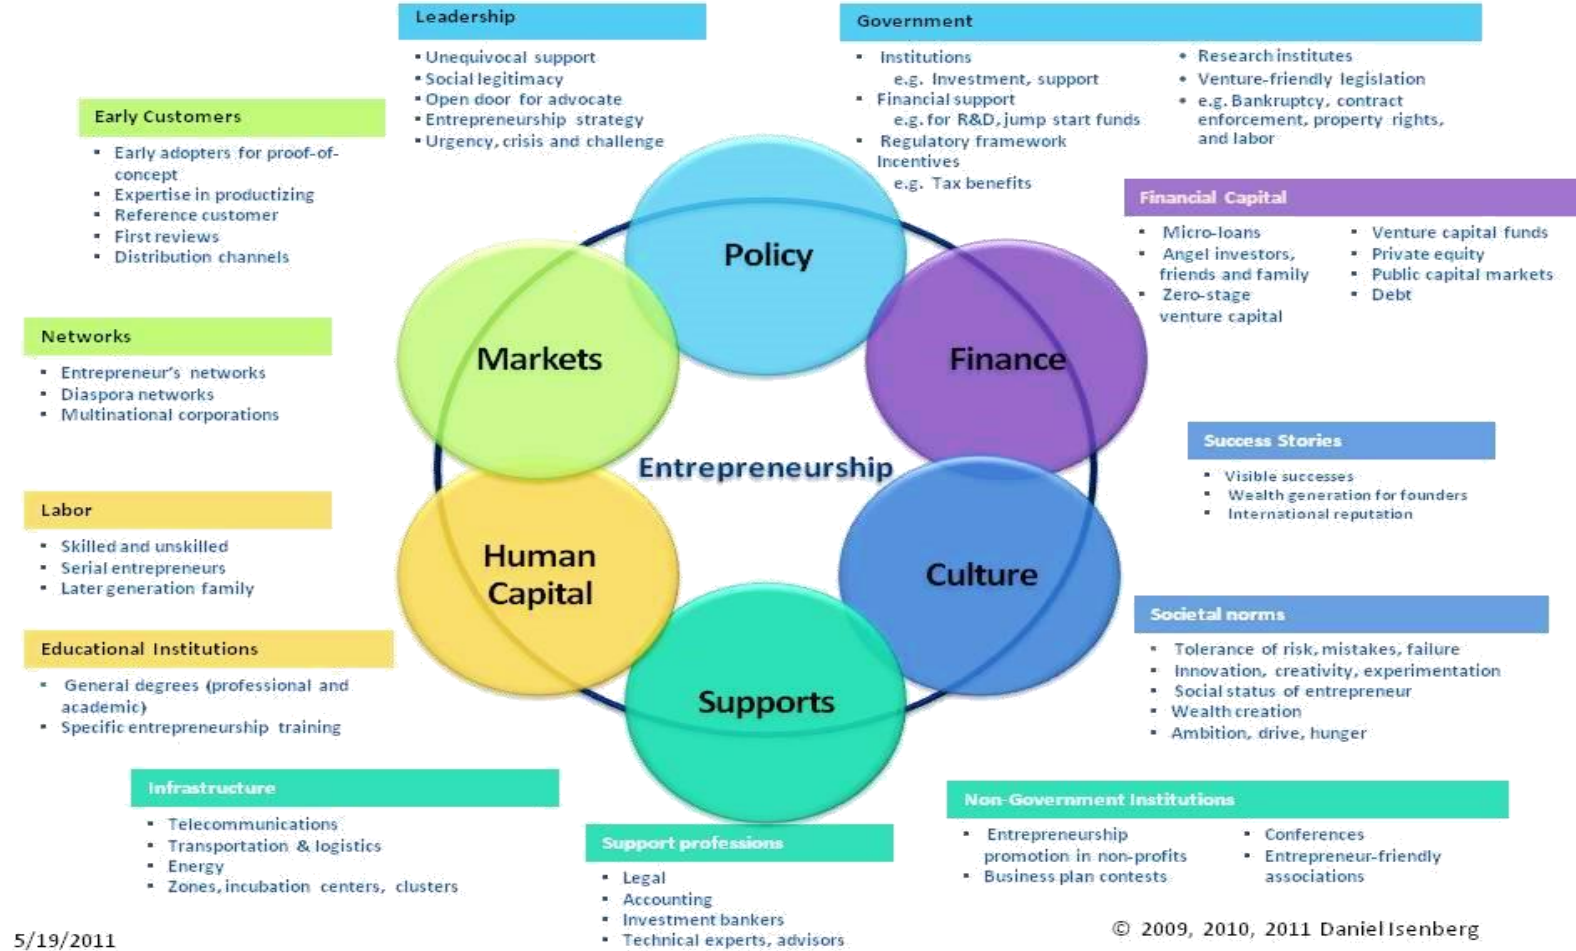 Leadership
▪ Unequivocal support
▪ Social legitimacy
▪ Open door for advocate
▪ Entrepreneurship strategy
▪ Urgency, crisis and challenge
Government
▪ Institutions
e.g. Investment, support
▪ Financial support
e.g. for R&D, jump start funds
▪ Regulatory framework
Incentives
e.g. Tax benefits
• Research institutes
• Venture-friendly legislation
• e.g. Bankruptcy, contract
enforcement, property rights,
and labor
Early Customers
▪ Early adopters for proof-of-
concept
▪ Expertise in productizing
▪ Reference customer
▪ First reviews
▪ Distribution channels
Financial Capital
▪ Micro-loans
▪ Angel investors,
friends and family
▪ Zero-stage
venture capital
▪ Venture capital funds
▪ Private equity
▪ Public capital markets
▪ Debt
Policy
Markets
Finance
Networks
▪ Entrepreneur's networks
▪ Diaspora networks
▪ Multinational corporations
Entrepreneurship
Success Stories
▪ Visible successes
▪ Wealth generation for founders
▪ International reputation
Labor
▪ Skilled and unskilled
▪ Serial entrepreneurs
▪ Later generation family
Human
Capital
Culture
Societal norms
▪ Tolerance of risk, mistakes, failure
▪ Innovation, creativity, experimentation
▪ Social status of entrepreneur
▪ Wealth creation
▪ Ambition, drive, hunger
Educational Institutions
▪ General degrees (professional and
academic)
▪ Specific entrepreneurship training
Supports
Infrastructure
▪ Telecommunications
▪ Transportation & logistics
▪ Energy
▪ Zones, incubation centers, clusters
Support professions
▪ Legal
▪ Accounting
▪ Investment bankers
▪ Technical experts, advisors
Non-Government Institutions
▪ Entrepreneurship
promotion in non-profits
▪ Business plan contests
▪ Conferences
▪ Entrepreneur-friendly
associations
5/19/2011
© 2009, 2010, 2011 Daniel Isenberg